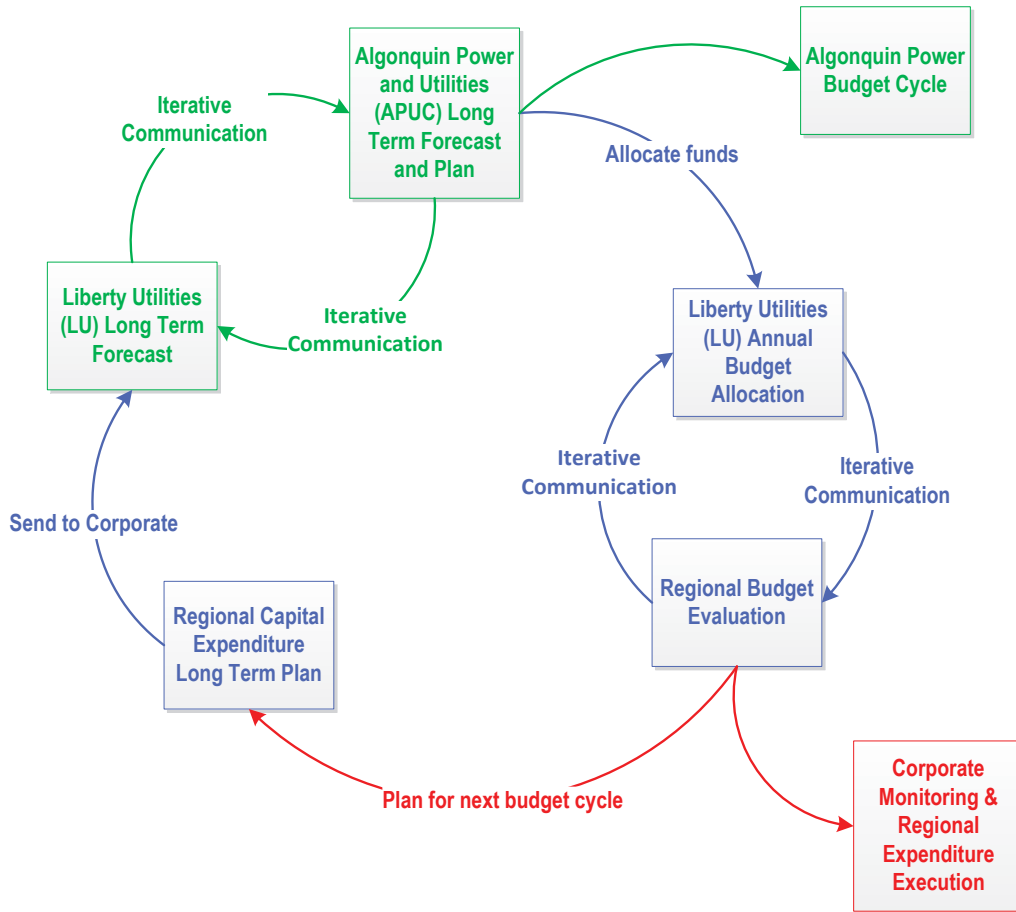 Algonquin Power
and Utilities
(APUC) Long
Term Forecast
and Plan
Algonquin Power
Budget Cycle
Iterative
Communication
Allocate funds
Liberty Utilities
(LU) Long Term
Forecast
Iterative
Communication
Liberty Utilities
(LU) Annual
Budget
Allocation
Iterative
Communication
Iterative
Communication
Send to Corporate
Regional Capital
Expenditure
Long Term Plan
Regional Budget
Evaluation
Plan for next budget cycle
Corporate
Monitoring &
Regional
Expenditure
Execution